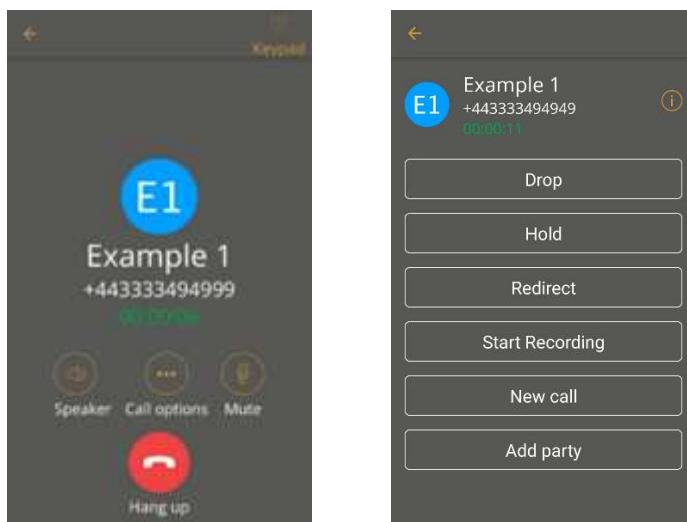 Keypad
E1
Example 1
+443333494999
Speaker Call options Mute
Hang up
E1
Example 1
+443333494949
00:00:11
Drop
Hold
Redirect
Start Recording
New call
Add party